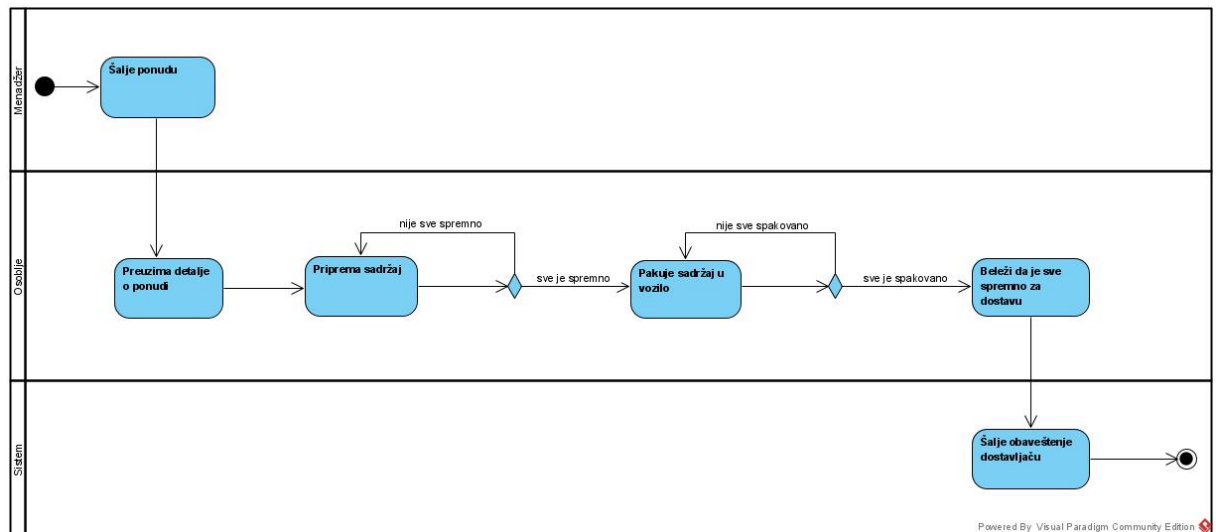 Menadžer
Šalje ponudu
Osoblje
nije sve spremno
nije sve spakovano
Preuzima detalje
o ponudi
Priprema sadržaj
sve je spremno
Pakuje sadržaj u
vozilo
sve je spakovano
Beleži da je sve
spremno za
dostavu
Sistem
Šalje obaveštenje
dostavljaču
Powered By Visual Paradigm Community Edition